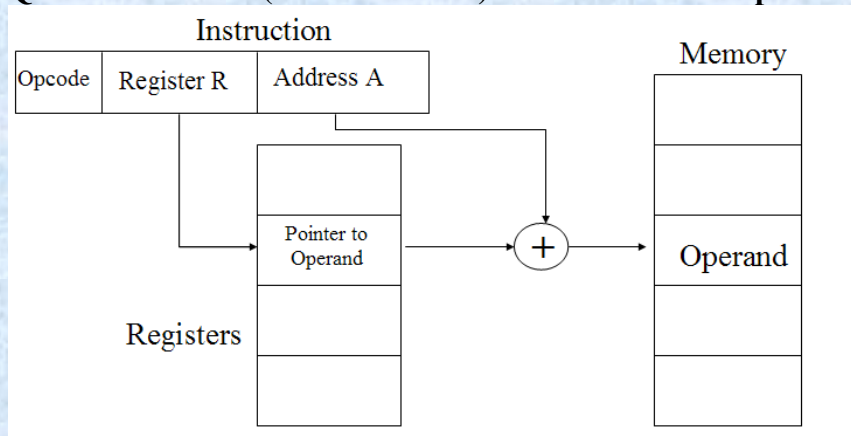 Instruction
Opcode Register R Address A
Memory
Pointer to
Operand
+
Operand
Registers